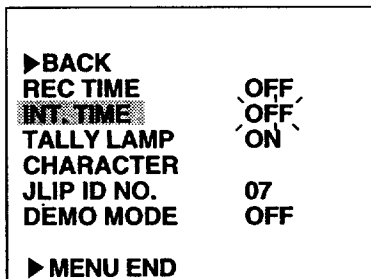 ▶BACK
REC TIME OFF
INT. TIME OFF
TALLY LAMP ON
CHARACTER
JLIP ID NO. 07
DEMO MODE OFF
▶MENU END